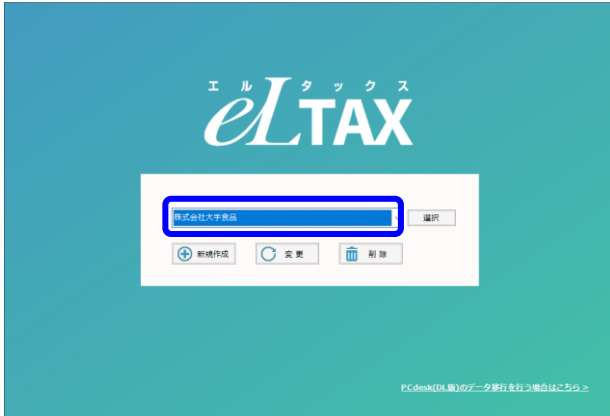 エルタックス
eLTAX
株式会社大手食品
選択
新規作成
変更
削除
PCdesk(DL版)のデータ移行を行う場合はこちら >